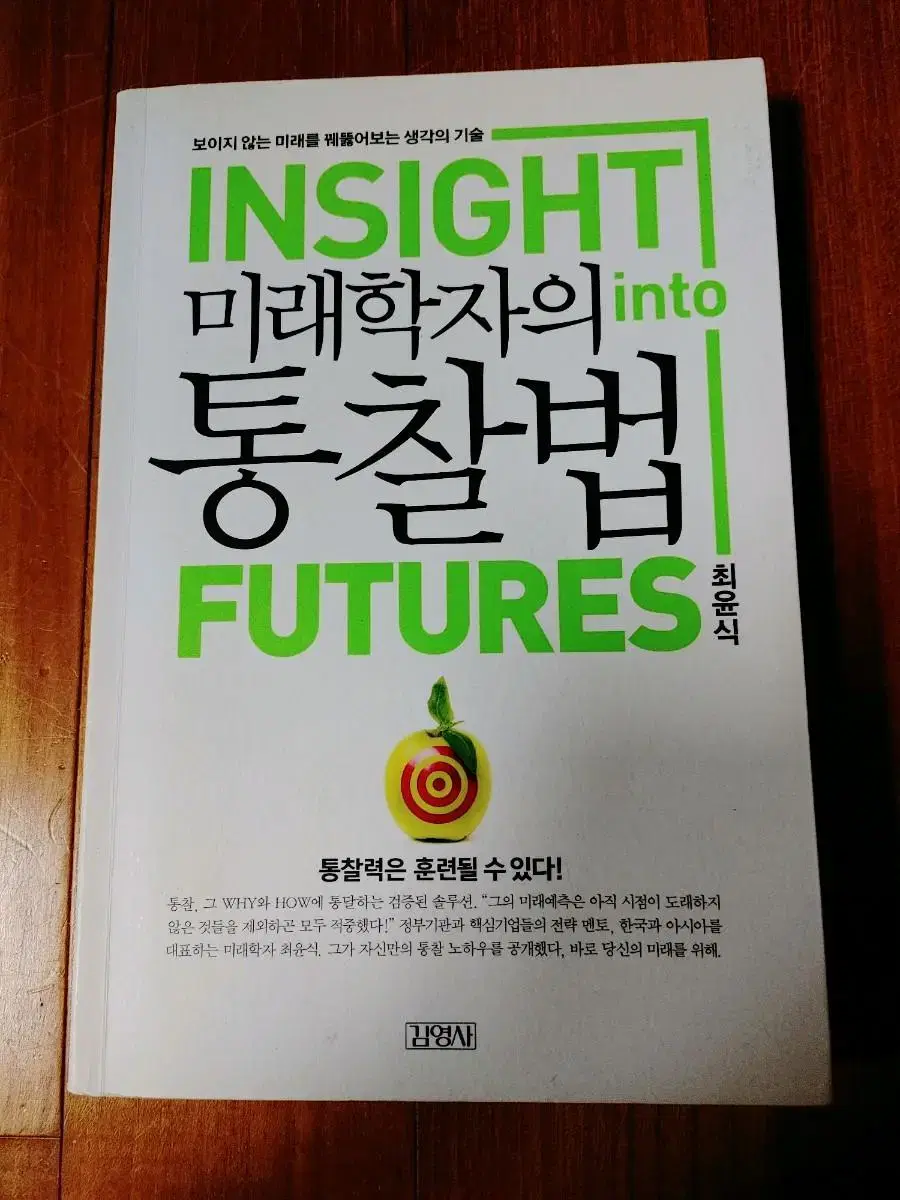 보이지 않는 미래를 꿰뚫어보는 생각의 기술
INSIGHT
미래학자의 into
통찰법
FUTURES
최윤식
통찰력은 훈련될 수 있다!
통찰, 그 WHY와 HOW에 통달하는 검증된 솔루션. “그의 미래예측은 아직 시점이 도래하지
않은 것들을 제외하곤 모두 적중했다!” 정부기관과 핵심기업들의 전략 멘토, 한국과 아시아를
대표하는 미래학자 최윤식. 그가 자신만의 통찰 노하우를 공개했다, 바로 당신의 미래를 위해.
김영사